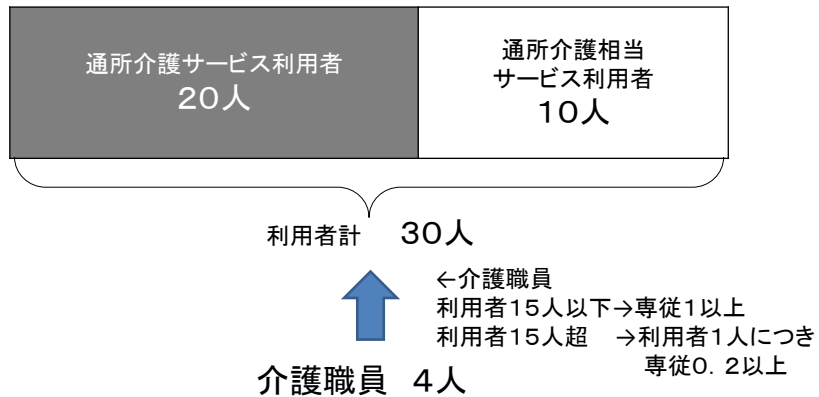 通所介護サービス利用者
20人
通所介護相当
サービス利用者
10人
利用者計　30人
←介護職員
利用者15人以下→専従1以上
利用者15人超　→利用者1人につき
専従0．2以上
介護職員　4人